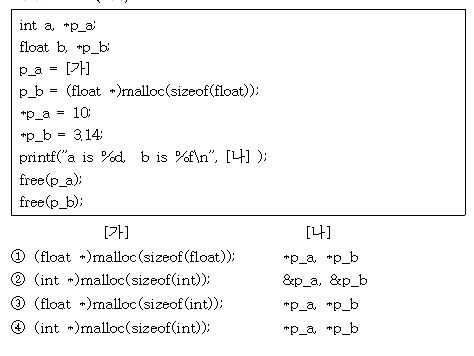 int a, *p_a;
float b, *p_b;
p_a = [가]
p_b = (float *)malloc(sizeof(float));
*p_a = 10;
*p_b = 3.14;
printf("a is %d,  b is %f\n", [나] );
free(p_a);
free(p_b);
[가] [나]
① (float *)malloc(sizeof(float)); *p_a, *p_b
② (int *)malloc(sizeof(int)); &p_a, &p_b
③ (float *)malloc(sizeof(int)); *p_a, *p_b
④ (int *)malloc(sizeof(int)); *p_a, *p_b